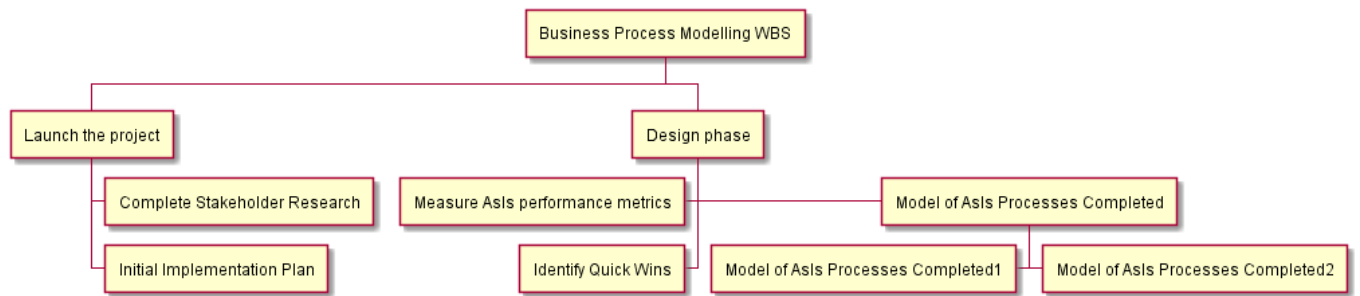 Business Process Modelling WBS
Launch the project
Design phase
Complete Stakeholder Research
Measure AsIs performance metrics
Model of AsIs Processes Completed
Initial Implementation Plan
Identify Quick Wins
Model of AsIs Processes Completed1
Model of AsIs Processes Completed2